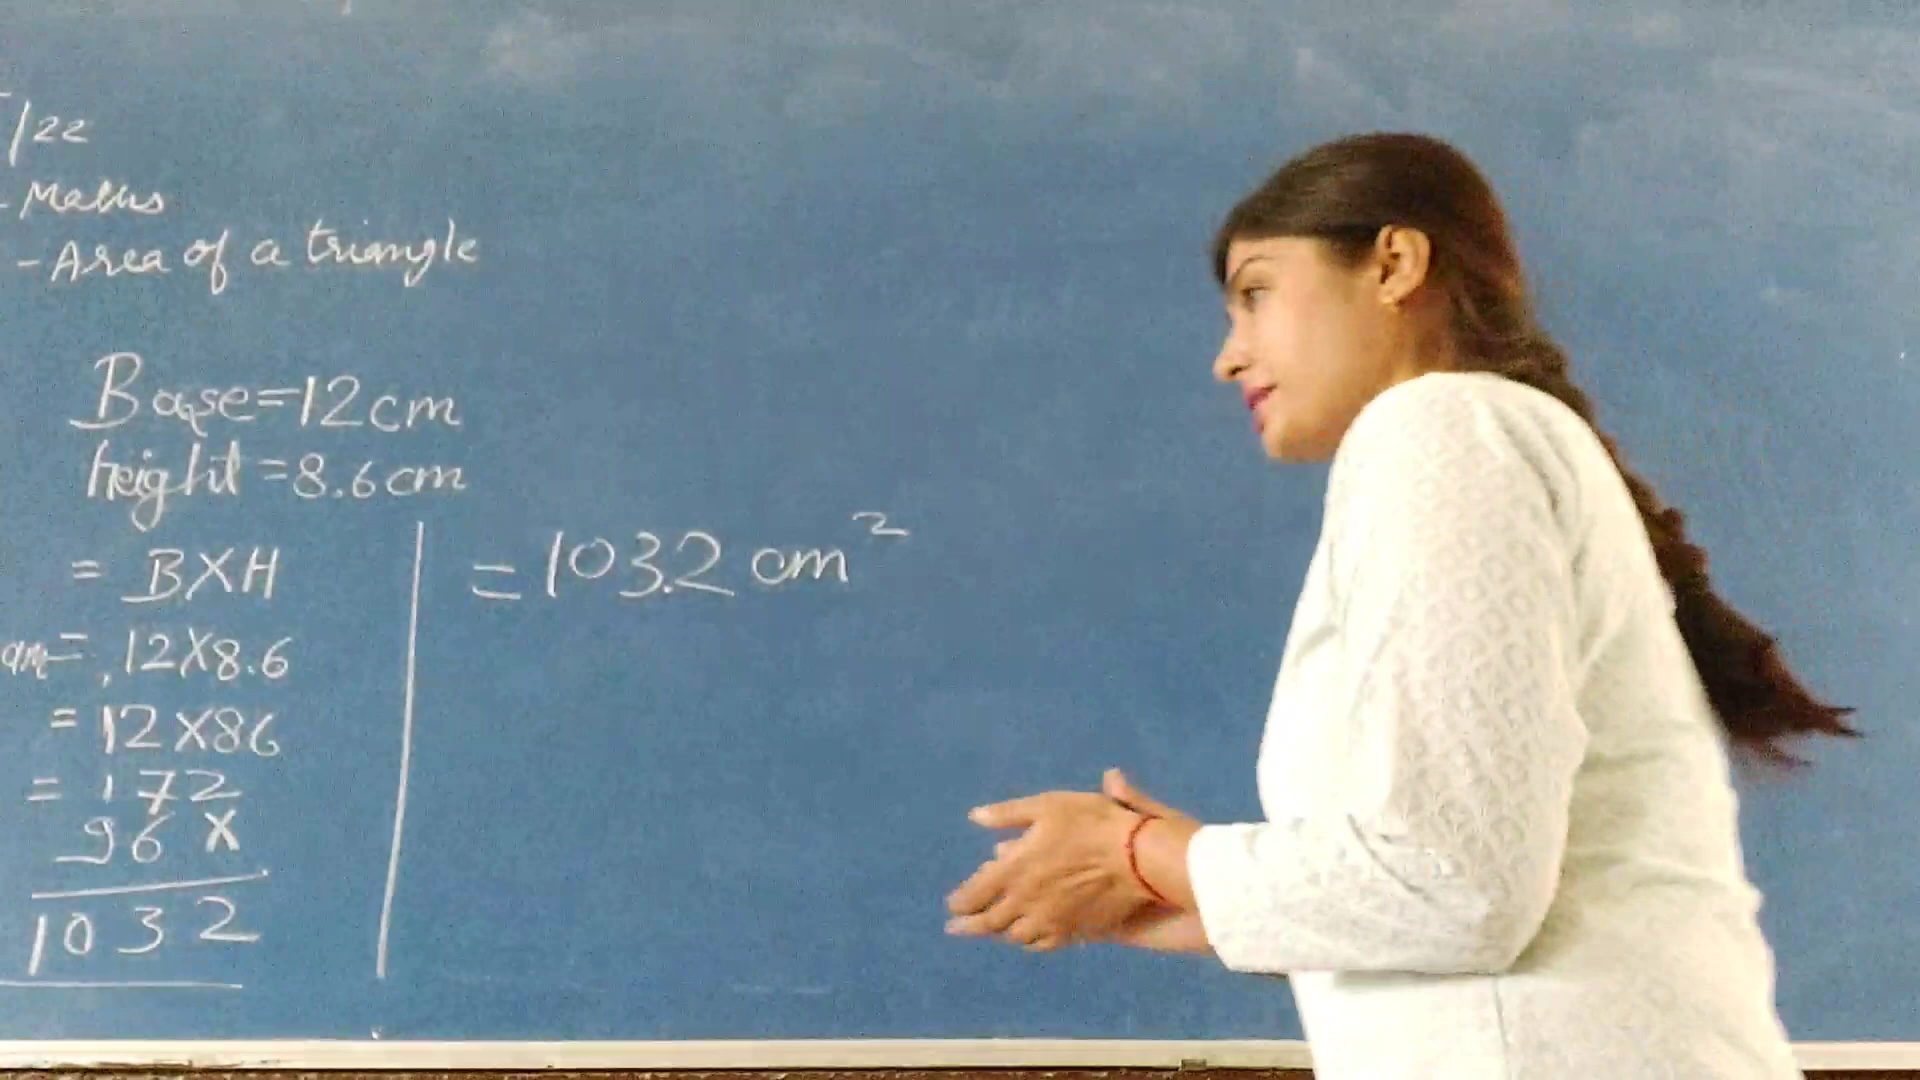 /22
- Maths
- Area of a triangle
Base = 12 cm
height = 8.6 cm
= B X H
= 12 X 8.6
= 12 X 86
= 172
96 X
1032
= 103.2 cm²